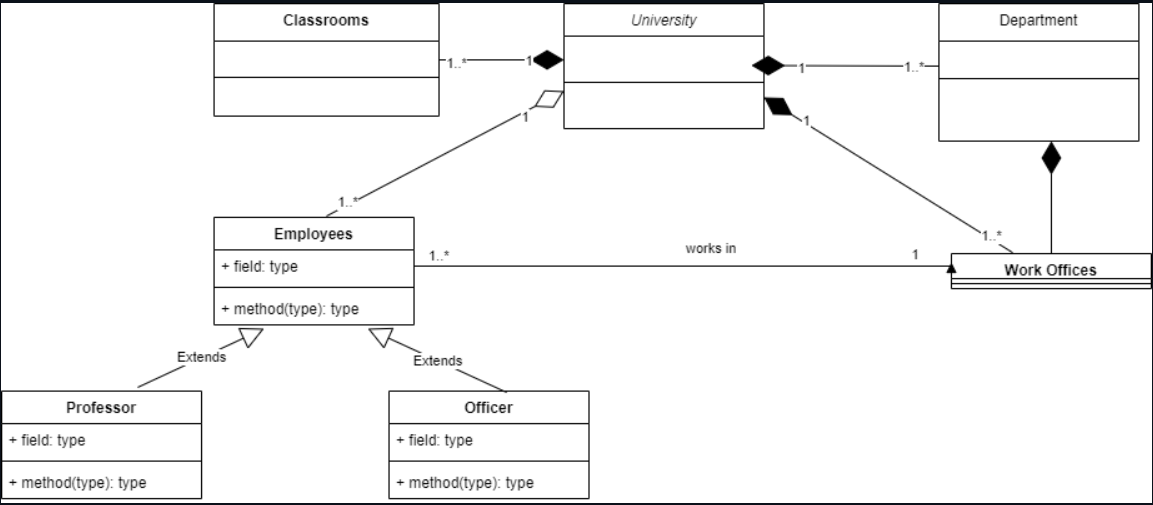 Classrooms
University
Department
1..*
1
1
1..*
1
1
1..*
1..*
Employees
+ field: type
+ method(type): type
1..*
works in
1
Work Offices
Extends
Extends
Professor
+ field: type
+ method(type): type
Officer
+ field: type
+ method(type): type